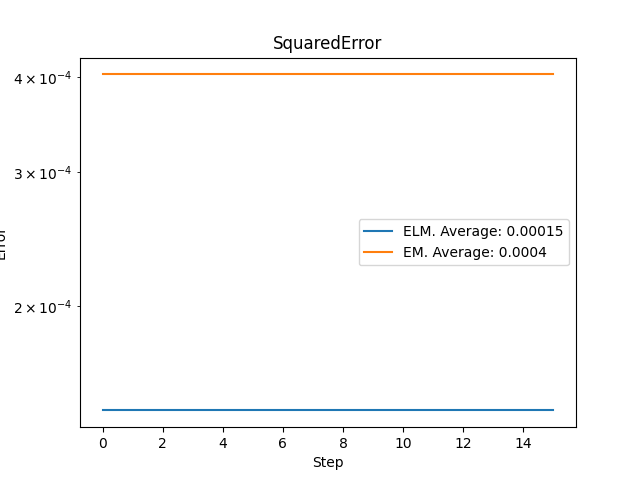 SquaredError
4 × 10⁻⁴
3 × 10⁻⁴
2 × 10⁻⁴
Error
ELM. Average: 0.00015
EM. Average: 0.0004
0 2 4 6 8 10 12 14
Step